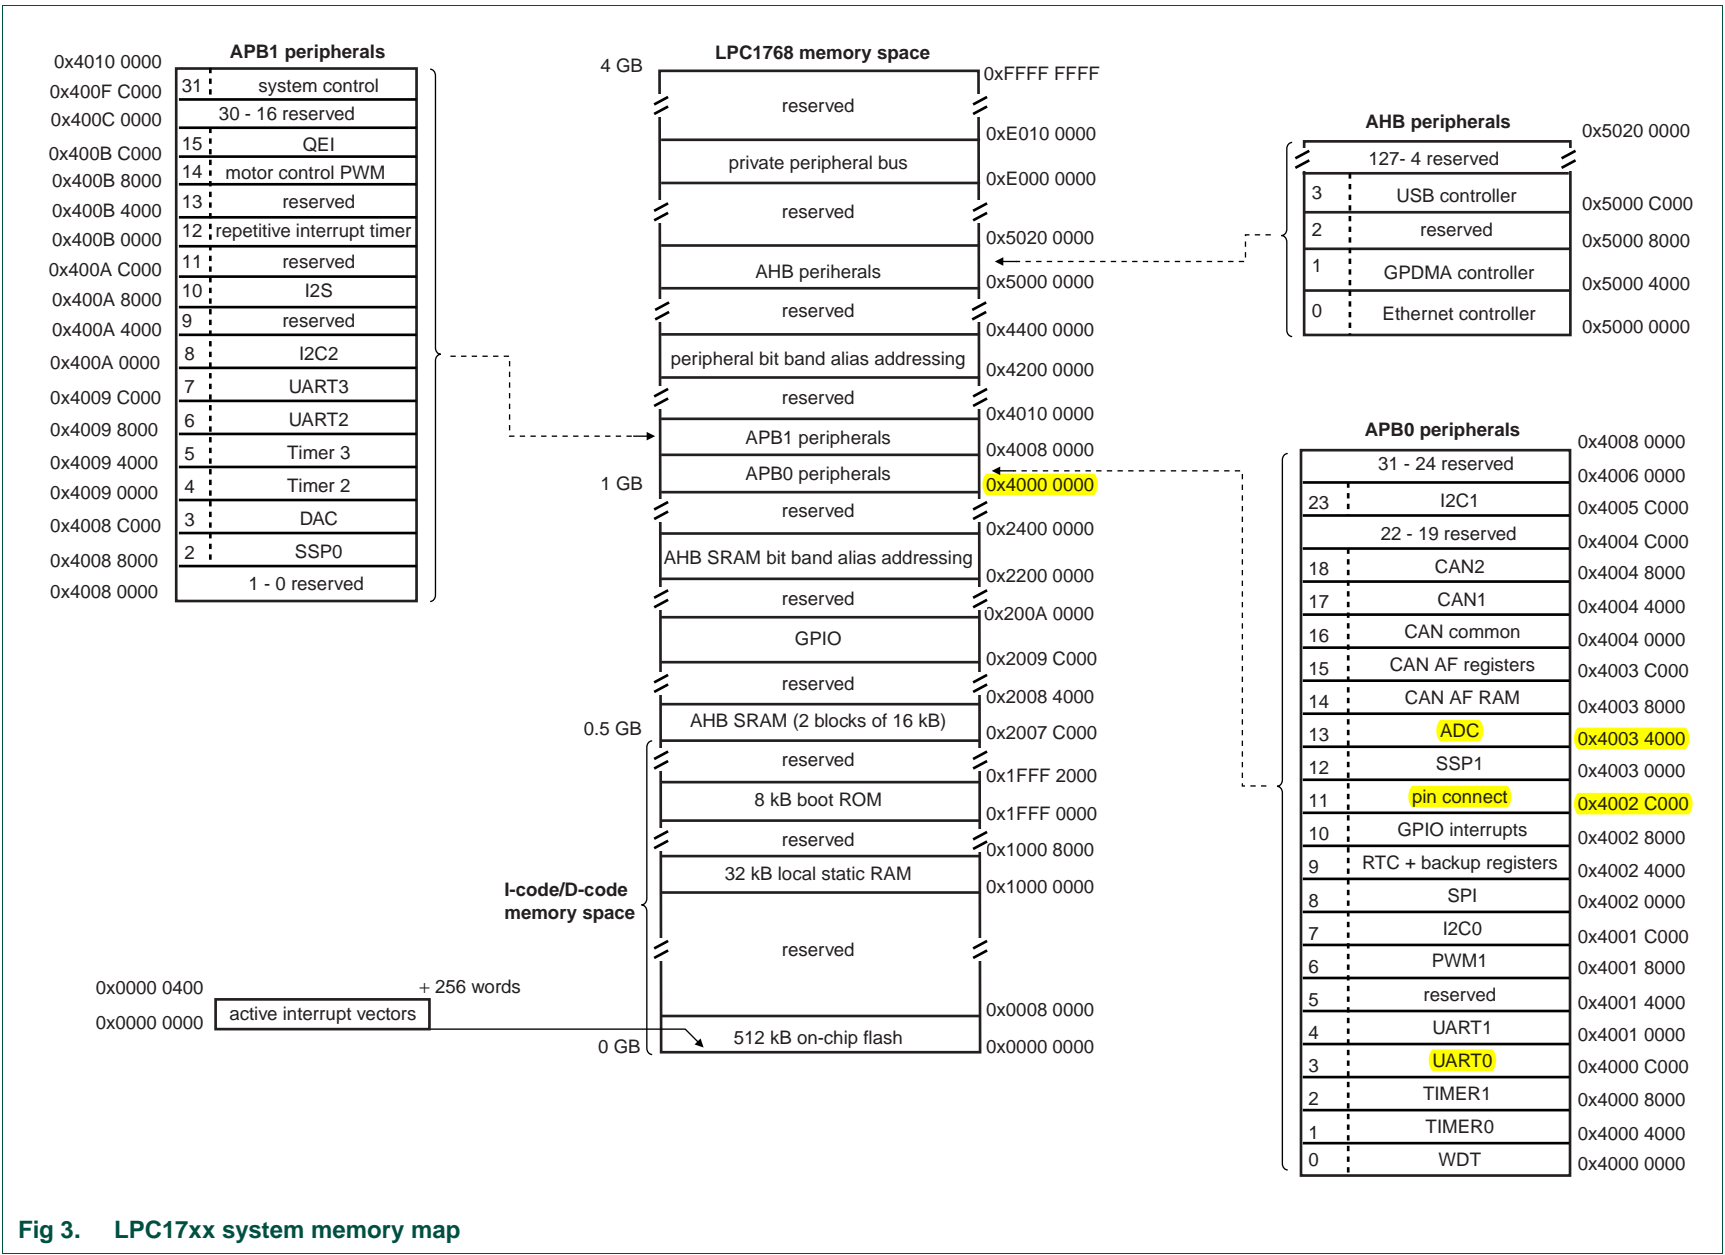 APB1 peripherals
0x4010 0000
31 system control
0x400F C000
30 - 16 reserved
0x400C 0000
15 QEI
0x400B C000
14 motor control PWM
0x400B 8000
13 reserved
0x400B 4000
12 repetitive interrupt timer
0x400B 0000
11 reserved
0x400A C000
10 I2S
0x400A 8000
9 reserved
0x400A 4000
8 I2C2
0x400A 0000
7 UART3
0x4009 C000
6 UART2
0x4009 8000
5 Timer 3
0x4009 4000
4 Timer 2
0x4009 0000
3 DAC
0x4008 C000
2 SSP0
0x4008 8000
1 - 0 reserved
0x4008 0000
LPC1768 memory space
4 GB
0xFFFF FFFF
reserved
0xE010 0000
private peripheral bus
0xE000 0000
reserved
0x5020 0000
AHB periherals
0x5000 0000
reserved
0x4400 0000
peripheral bit band alias addressing
0x4200 0000
reserved
0x4010 0000
APB1 peripherals
0x4008 0000
APB0 peripherals
1 GB
0x4000 0000
reserved
0x2400 0000
AHB SRAM bit band alias addressing
0x2200 0000
reserved
0x200A 0000
GPIO
0x2009 C000
reserved
0x2008 4000
AHB SRAM (2 blocks of 16 kB)
0.5 GB
0x2007 C000
reserved
0x1FFF 2000
8 kB boot ROM
0x1FFF 0000
reserved
0x1000 8000
32 kB local static RAM
0x1000 0000
I-code/D-code
memory space
reserved
0x0008 0000
512 kB on-chip flash
0 GB
0x0000 0000
0x0000 0400
+ 256 words
active interrupt vectors
0x0000 0000
AHB peripherals
0x5020 0000
127- 4 reserved
3 USB controller
0x5000 C000
2 reserved
0x5000 8000
1 GPDMA controller
0x5000 4000
0 Ethernet controller
0x5000 0000
APB0 peripherals
0x4008 0000
31 - 24 reserved
0x4006 0000
23 I2C1
0x4005 C000
22 - 19 reserved
0x4004 C000
18 CAN2
0x4004 8000
17 CAN1
0x4004 4000
16 CAN common
0x4004 0000
15 CAN AF registers
0x4003 C000
14 CAN AF RAM
0x4003 8000
13 ADC
0x4003 4000
12 SSP1
0x4003 0000
11 pin connect
0x4002 C000
10 GPIO interrupts
0x4002 8000
9 RTC + backup registers
0x4002 4000
8 SPI
0x4002 0000
7 I2C0
0x4001 C000
6 PWM1
0x4001 8000
5 reserved
0x4001 4000
4 UART1
0x4001 0000
3 UART0
0x4000 C000
2 TIMER1
0x4000 8000
1 TIMER0
0x4000 4000
0 WDT
0x4000 0000
Fig 3. LPC17xx system memory map